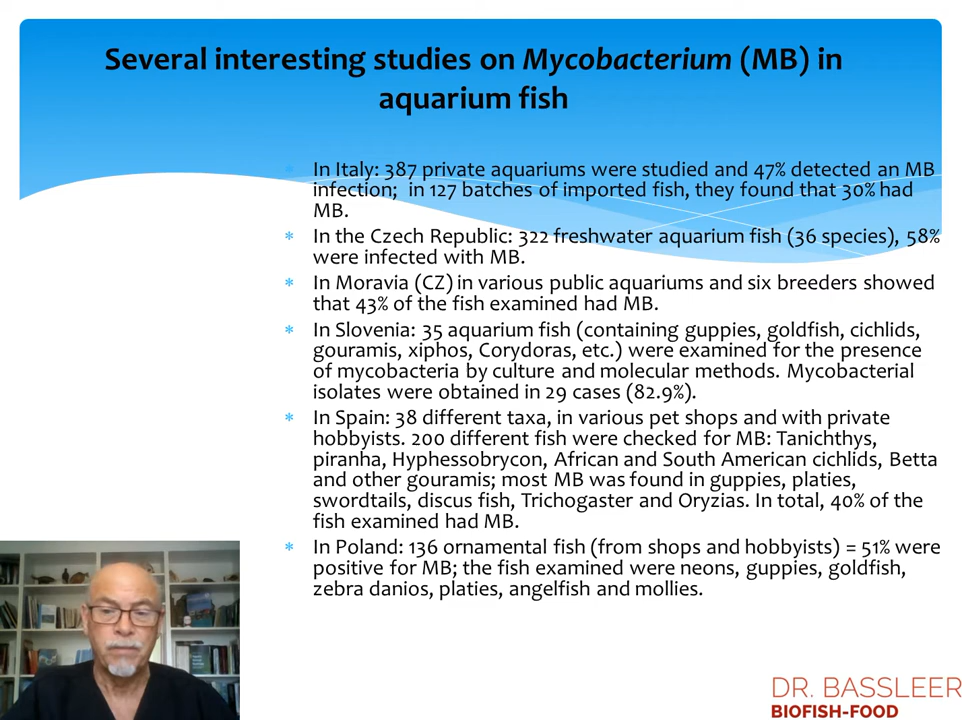 Several interesting studies on Mycobacterium (MB) in
aquarium fish
In Italy: 387 private aquariums were studied and 47% detected an MB
infection; in 127 batches of imported fish, they found that 30% had
MB.
In the Czech Republic: 322 freshwater aquarium fish (36 species), 58%
were infected with MB.
In Moravia (CZ) in various public aquariums and six breeders showed
that 43% of the fish examined had MB.
In Slovenia: 35 aquarium fish (containing guppies, goldfish, cichlids,
gouramis, xiphos, Corydoras, etc.) were examined for the presence
of mycobacteria by culture and molecular methods. Mycobacterial
isolates were obtained in 29 cases (82.9%).
In Spain: 38 different taxa, in various pet shops and with private
hobbyists. 200 different fish were checked for MB: Tanichthys,
piranha, Hyphessobrycon, African and South American cichlids, Betta
and other gouramis; most MB was found in guppies, platies,
swordtails, discus fish, Trichogaster and Oryzias. In total, 40% of the
fish examined had MB.
In Poland: 136 ornamental fish (from shops and hobbyists) = 51% were
positive for MB; the fish examined were neons, guppies, goldfish,
zebra danios, platies, angelfish and mollies.
DR. BASSLEER
BIOFISH-FOOD